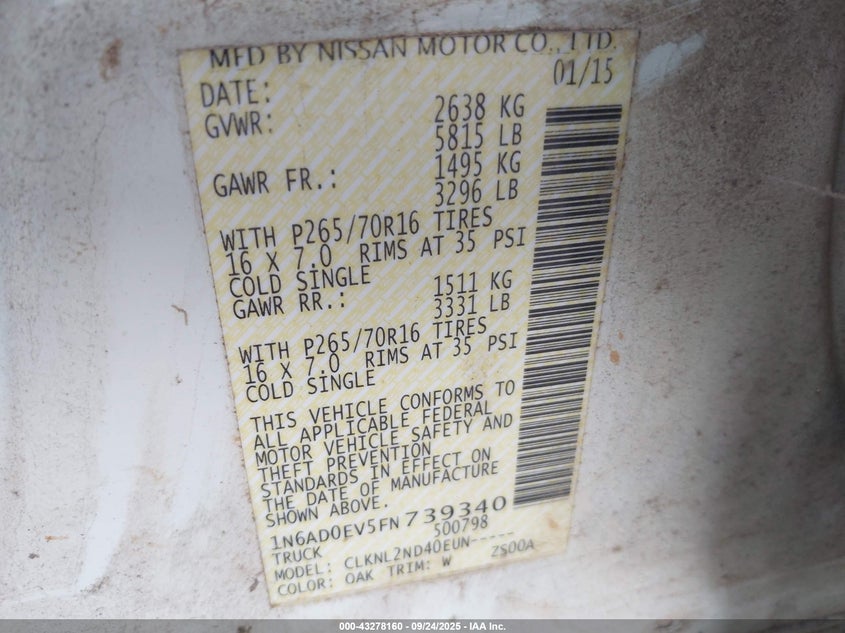 MFD BY NISSAN MOTOR CO., LTD.
DATE: 01/15
GVWR: 2638 KG
5815 LB
GAWR FR.: 1495 KG
3296 LB
WITH P265/70R16 TIRES
16 X 7.0 RIMS AT 35 PSI
COLD SINGLE
GAWR RR.: 1511 KG
3331 LB
WITH P265/70R16 TIRES
16 X 7.0 RIMS AT 35 PSI
COLD SINGLE
THIS VEHICLE CONFORMS TO
ALL APPLICABLE FEDERAL
MOTOR VEHICLE SAFETY AND
THEFT PREVENTION
STANDARDS IN EFFECT ON
THE DATE OF MANUFACTURE
SHOWN ABOVE.
1N6AD0EV5FN 739340
TRUCK 500798
MODEL: CLKNL2ND40EUN-----
COLOR: OAK TRIM: W ZS00A
000-43278160 - 09/24/2025 - IAA Inc.